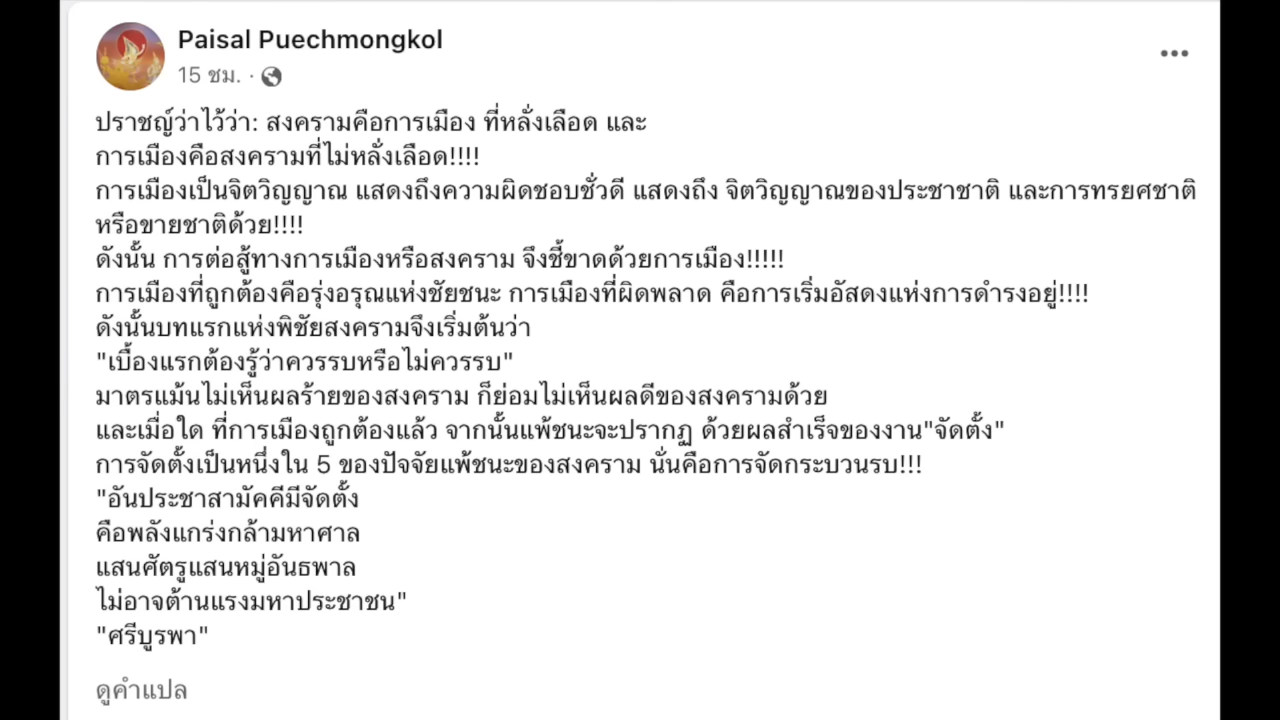 Paisal Puechmongkol
15 ชม. ·
ปราชญ์ว่าไว้ว่า: สงครามคือการเมือง ที่หลั่งเลือด และ
การเมืองคือสงครามที่ไม่หลั่งเลือด!!!!
การเมืองเป็นจิตวิญญาณ แสดงถึงความผิดชอบชั่วดี แสดงถึง จิตวิญญาณของประชาชาติ และการทรยศชาติ
หรือขายชาติด้วย!!!!
ดังนั้น การต่อสู้ทางการเมืองหรือสงคราม จึงชี้ขาดด้วยการเมือง!!!!!
การเมืองที่ถูกต้องคือรุ่งอรุณแห่งชัยชนะ การเมืองที่ผิดพลาด คือการเริ่มอัสดงแห่งการดำรงอยู่!!!!
ดังนั้นบทแรกแห่งพิชัยสงครามจึงเริ่มต้นว่า
"เบื้องแรกต้องรู้ว่าควรรบหรือไม่ควรรบ"
มาตรแม้นไม่เห็นผลร้ายของสงคราม ก็ย่อมไม่เห็นผลดีของสงครามด้วย
และเมื่อใด ที่การเมืองถูกต้องแล้ว จากนั้นแพ้ชนะจะปรากฏ ด้วยผลสำเร็จของงาน"จัดตั้ง"
การจัดตั้งเป็นหนึ่งใน 5 ของปัจจัยแพ้ชนะของสงคราม นั่นคือการจัดกระบวนรบ!!!
"อันประชาสามัคคีมีจัดตั้ง
คือพลังแกร่งกล้ามหาศาล
แสนศัตรูแสนหมู่อันธพาล
ไม่อาจต้านแรงมหาประชาชน"
"ศรีบูรพา"
ดูคำแปล